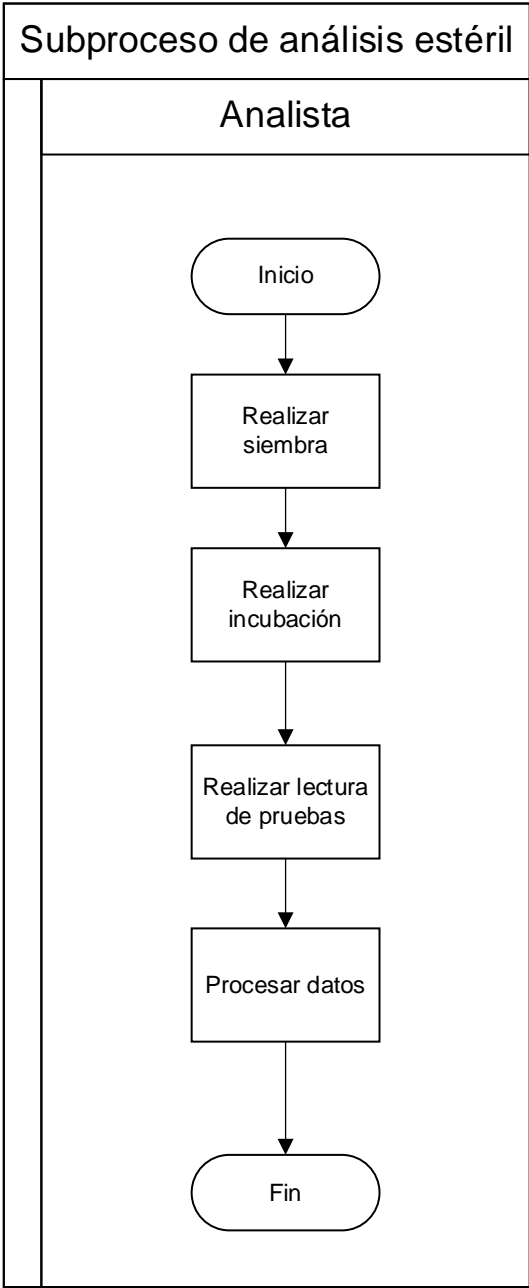 Subproceso de análisis estéril
Analista
Inicio
Realizar
siembra
Realizar
incubación
Realizar lectura
de pruebas
Procesar datos
Fin